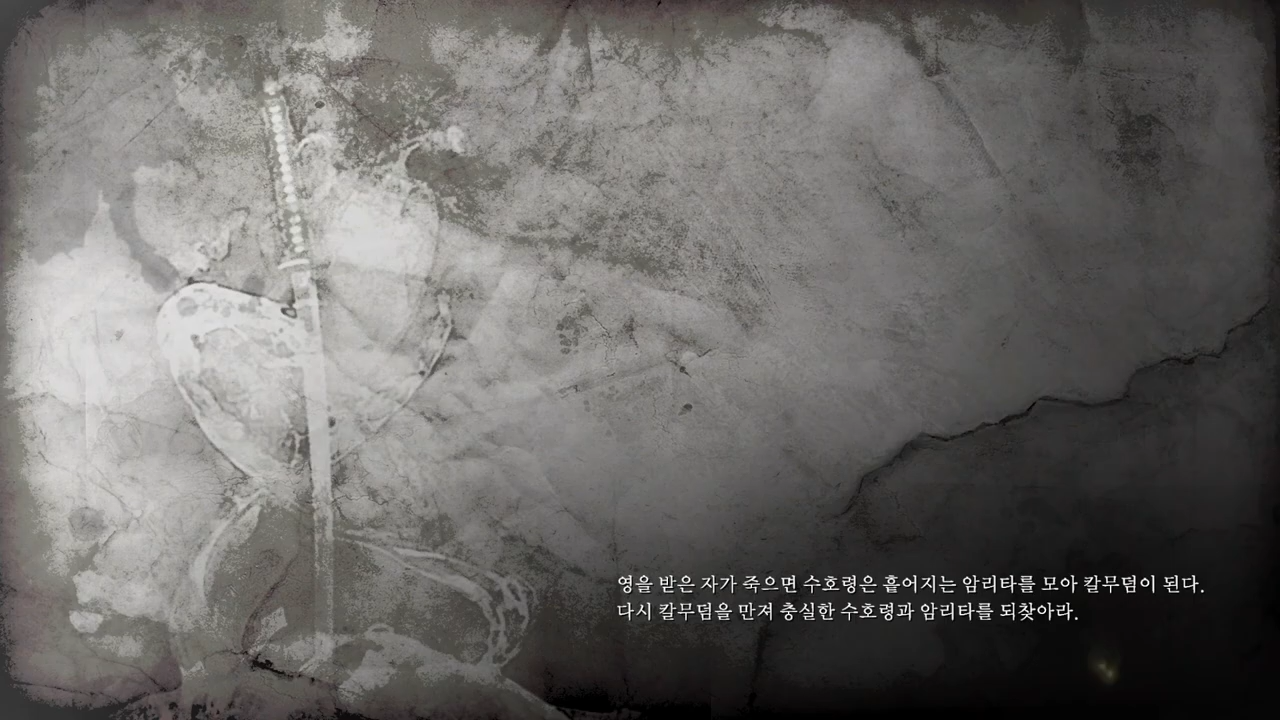 영을 받은 자가 죽으면 수호령은 흩어지는 암리타를 모아 칼무덤이 된다.
다시 칼무덤을 만져 충실한 수호령과 암리타를 되찾아라.